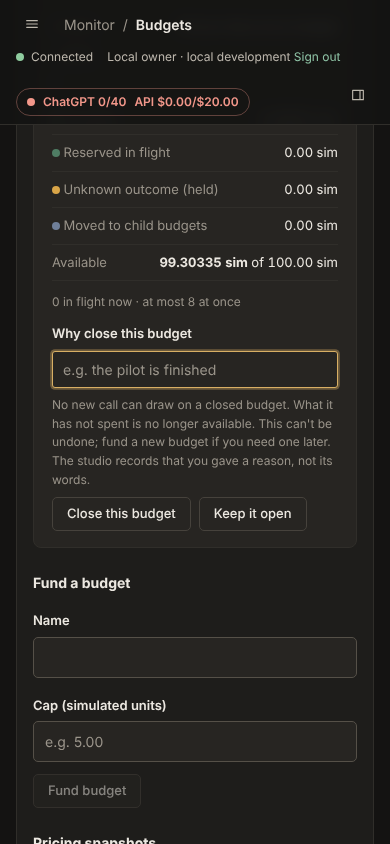 Monitor / Budgets
Connected Local owner · local development Sign out
ChatGPT 0/40 API $0.00/$20.00
Reserved in flight 0.00 sim
Unknown outcome (held) 0.00 sim
Moved to child budgets 0.00 sim
Available 99.30335 sim of 100.00 sim
0 in flight now · at most 8 at once
Why close this budget
e.g. the pilot is finished
No new call can draw on a closed budget. What it
has not spent is no longer available. This can't be
undone; fund a new budget if you need one later.
The studio records that you gave a reason, not its
words.
Close this budget Keep it open
Fund a budget
Name
Cap (simulated units)
e.g. 5.00
Fund budget
Pricing snapshots